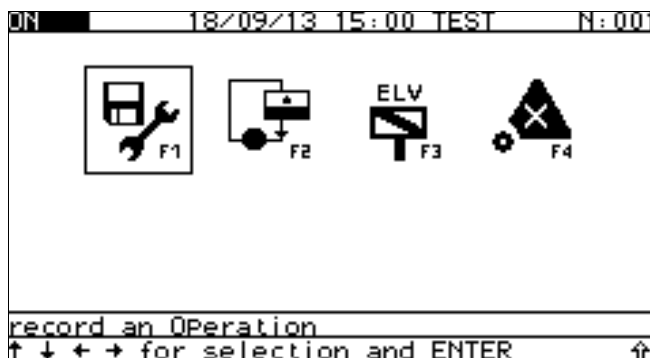 ON 18/09/13 15:00 TEST N:001
ELV
F1 F2 F3 F4
record an OPeration
↑ ↓ ← → for selection and ENTER ⇧